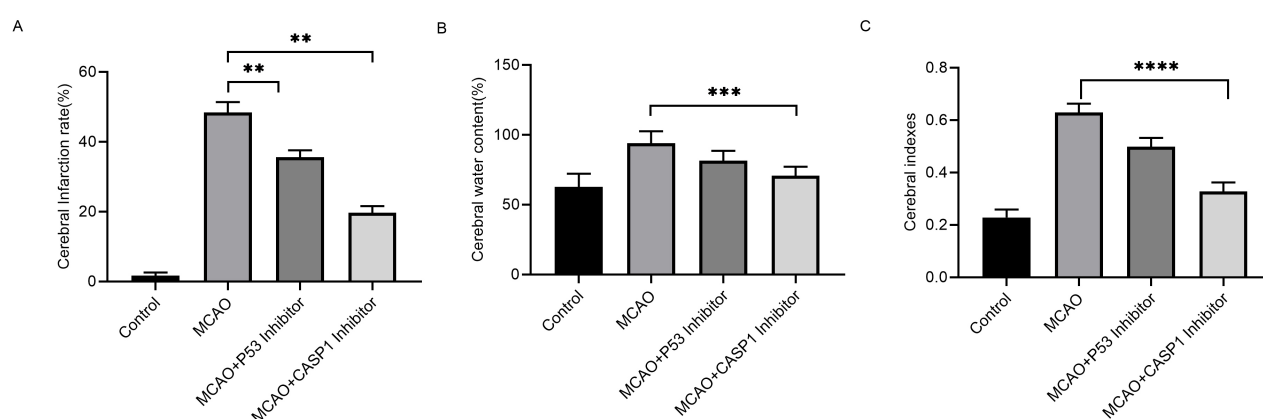 A
Cerebral Infarction rate(%)
60
40
20
0
**
**
Control
MCAO
MCAO+P53 Inhibitor
MCAO+CASP1 Inhibitor
B
Cerebral water content(%)
150
100
50
0
***
Control
MCAO
MCAO+P53 Inhibitor
MCAO+CASP1 Inhibitor
C
Cerebral indexes
0.8
0.6
0.4
0.2
0.0
****
Control
MCAO
MCAO+P53 Inhibitor
MCAO+CASP1 Inhibitor